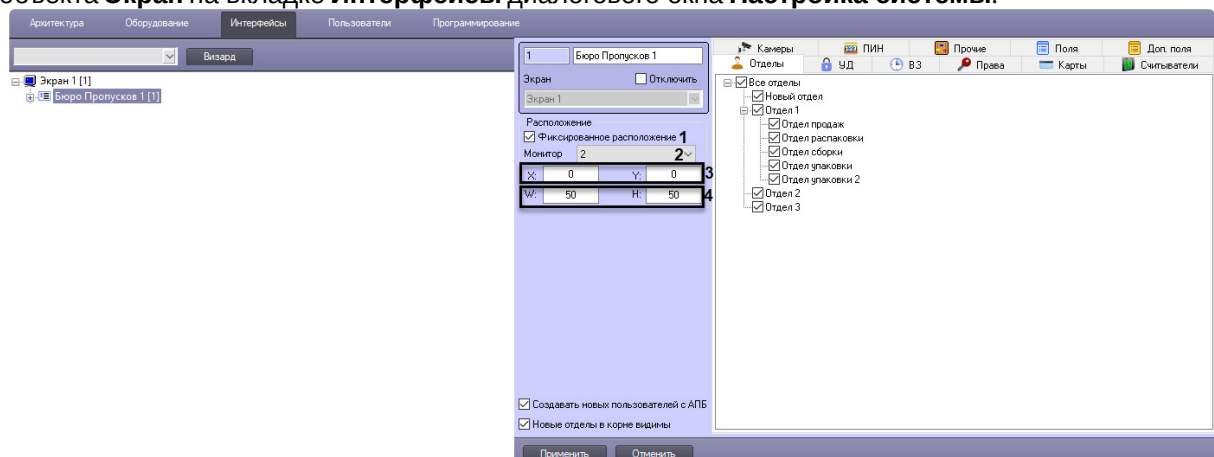 объекта Экран на вкладке Интерфейсы диалогового окна Настройка системы.
Архитектура Оборудование Интерфейсы Пользователи Программирование
Визард
Экран 1 [1]
Бюро Пропусков 1 [1]
1 Бюро Пропусков 1
Экран Отключить
Экран 1
Расположение
Фиксированное расположение 1
Монитор 2 2
X: 0 Y: 0 3
W: 50 H: 50 4
Создавать новых пользователей с АПБ
Новые отделы в корне видимы
Применить Отменить
Камеры ПИН Прочие Поля Доп. поля
Отделы УД ВЗ Права Карты Считыватели
Все отделы
Новый отдел
Отдел 1
Отдел продаж
Отдел распаковки
Отдел сборки
Отдел упаковки
Отдел упаковки 2
Отдел 2
Отдел 3